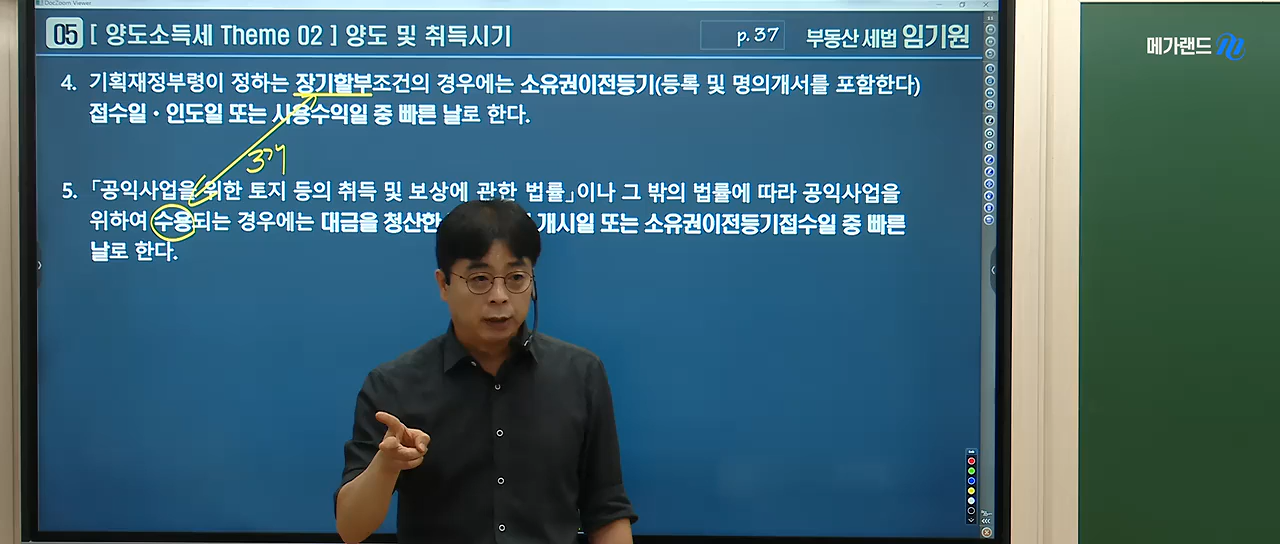 DocZoom Viewer
05 [ 양도소득세 Theme 02 ] 양도 및 취득시기
p. 37
부동산 세법 임기원
메가랜드
4. 기획재정부령이 정하는 장기할부조건의 경우에는 소유권이전등기(등록 및 명의개서를 포함한다)
접수일·인도일 또는 사용수익일 중 빠른 날로 한다.
5. 「공익사업을 위한 토지 등의 취득 및 보상에 관한 법률」이나 그 밖의 법률에 따라 공익사업을
위하여 수용되는 경우에는 대금을 청산한 개시일 또는 소유권이전등기접수일 중 빠른
날로 한다.